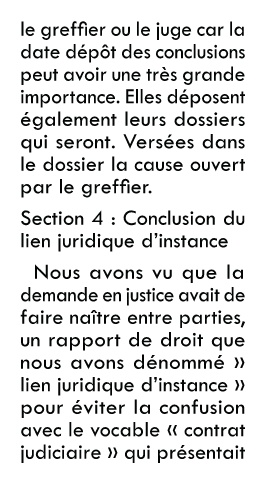 le greffier ou le juge car la
date dépôt des conclusions
peut avoir une très grande
importance. Elles déposent
également leurs dossiers
qui seront. Versées dans
le dossier la cause ouvert
par le greffier.
Section 4 : Conclusion du
lien juridique d’instance
Nous avons vu que la
demande en justice avait de
faire naître entre parties,
un rapport de droit que
nous avons dénommé »
lien juridique d’instance »
pour éviter la confusion
avec le vocable « contrat
judiciaire » qui présentait